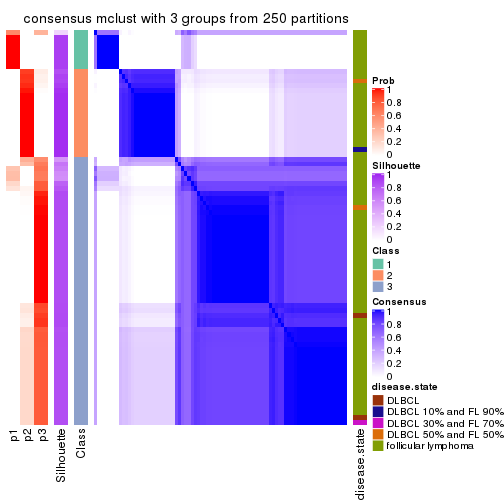 consensus mclust with 3 groups from 250 partitions
Prob
1
0.8
0.6
0.4
0.2
0
Silhouette
1
0.8
0.6
0.4
0.2
0
Class
1
2
3
Consensus
1
0.8
0.6
0.4
0.2
0
disease.state
DLBCL
DLBCL 10% and FL 90%
DLBCL 30% and FL 70%
DLBCL 50% and FL 50%
follicular lymphoma
p1
p2
p3
Silhouette
Class
disease.state